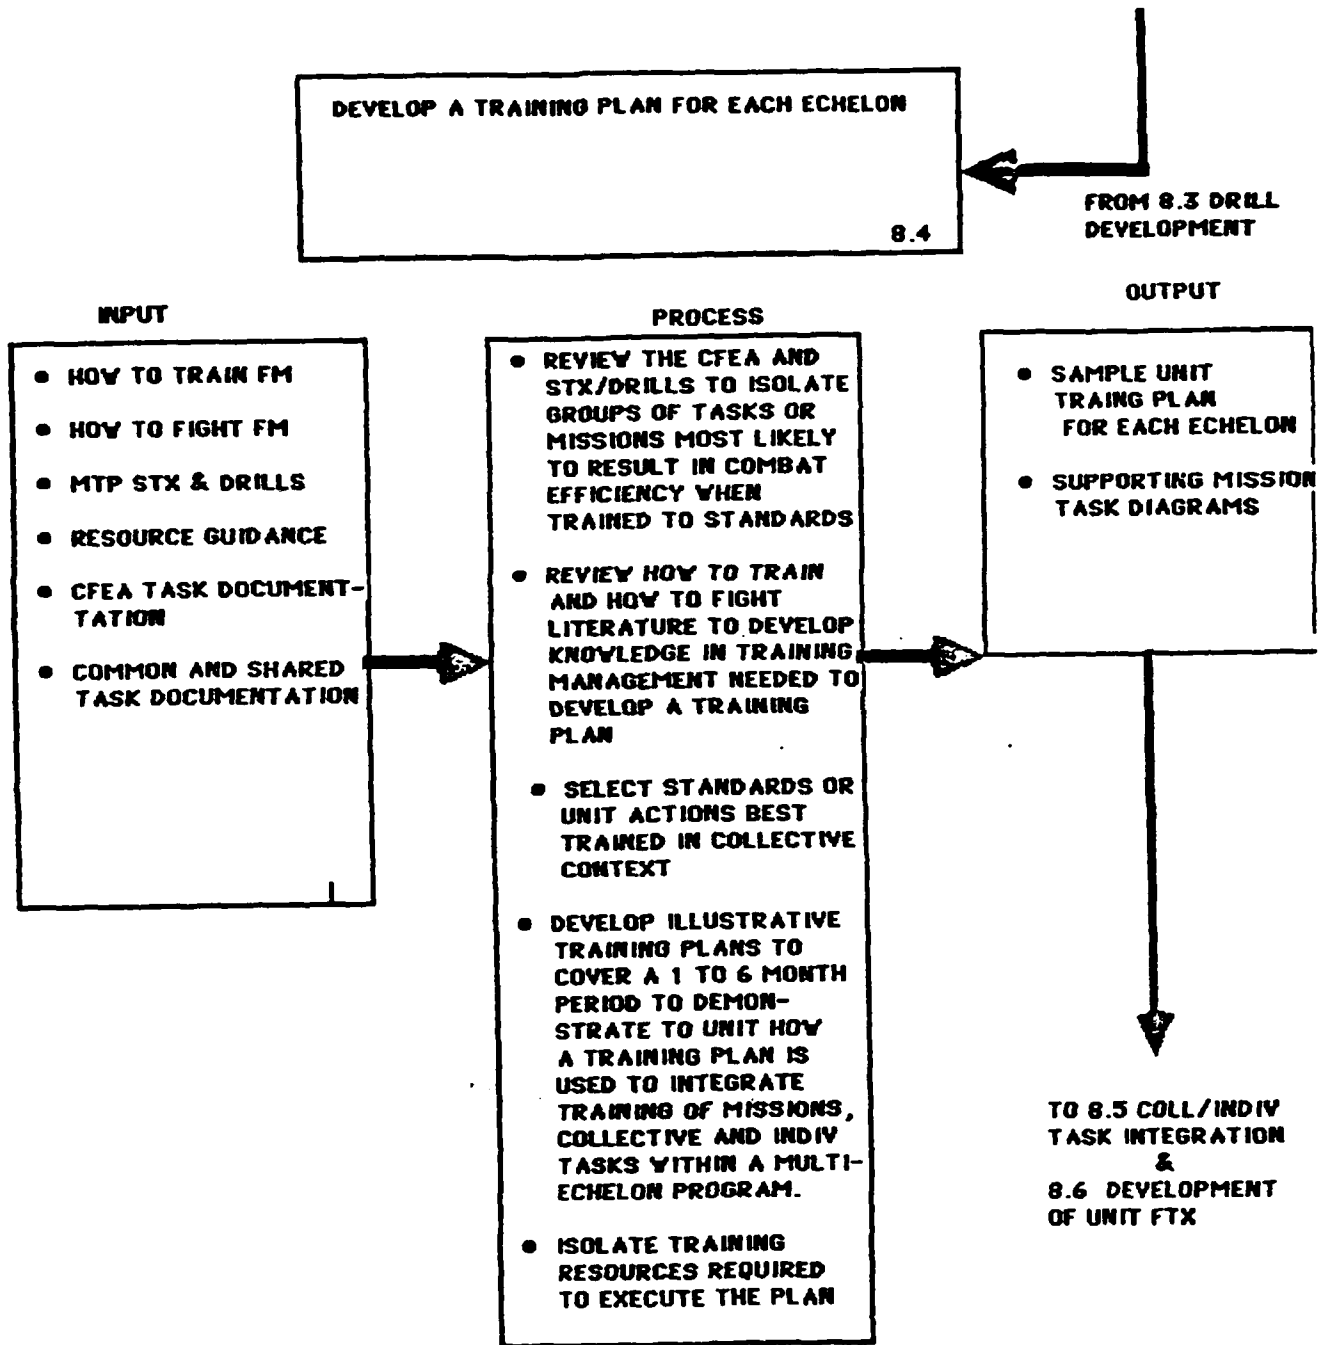 DEVELOP A TRAINING PLAN FOR EACH ECHELON
8.4
FROM 8.3 DRILL
DEVELOPMENT
INPUT
• HOW TO TRAIN FM
• HOW TO FIGHT FM
• MTP STX & DRILLS
• RESOURCE GUIDANCE
• CFEA TASK DOCUMENT-
TATION
• COMMON AND SHARED
TASK DOCUMENTATION
PROCESS
• REVIEW THE CFEA AND
STX/DRILLS TO ISOLATE
GROUPS OF TASKS OR
MISSIONS MOST LIKELY
TO RESULT IN COMBAT
EFFICIENCY WHEN
TRAINED TO STANDARDS
• REVIEW HOW TO TRAIN
AND HOW TO FIGHT
LITERATURE TO DEVELOP
KNOWLEDGE IN TRAINING
MANAGEMENT NEEDED TO
DEVELOP A TRAINING
PLAN
• SELECT STANDARDS OR
UNIT ACTIONS BEST
TRAINED IN COLLECTIVE
CONTEXT
• DEVELOP ILLUSTRATIVE
TRAINING PLANS TO
COVER A 1 TO 6 MONTH
PERIOD TO DEMON-
STRATE TO UNIT HOW
A TRAINING PLAN IS
USED TO INTEGRATE
TRAINING OF MISSIONS,
COLLECTIVE AND INDIV
TASKS WITHIN A MULTI-
ECHELON PROGRAM.
• ISOLATE TRAINING
RESOURCES REQUIRED
TO EXECUTE THE PLAN
OUTPUT
• SAMPLE UNIT
TRAING PLAN
FOR EACH ECHELON
• SUPPORTING MISSION
TASK DIAGRAMS
TO 8.5 COLL/INDIV
TASK INTEGRATION
&
8.6 DEVELOPMENT
OF UNIT FTX